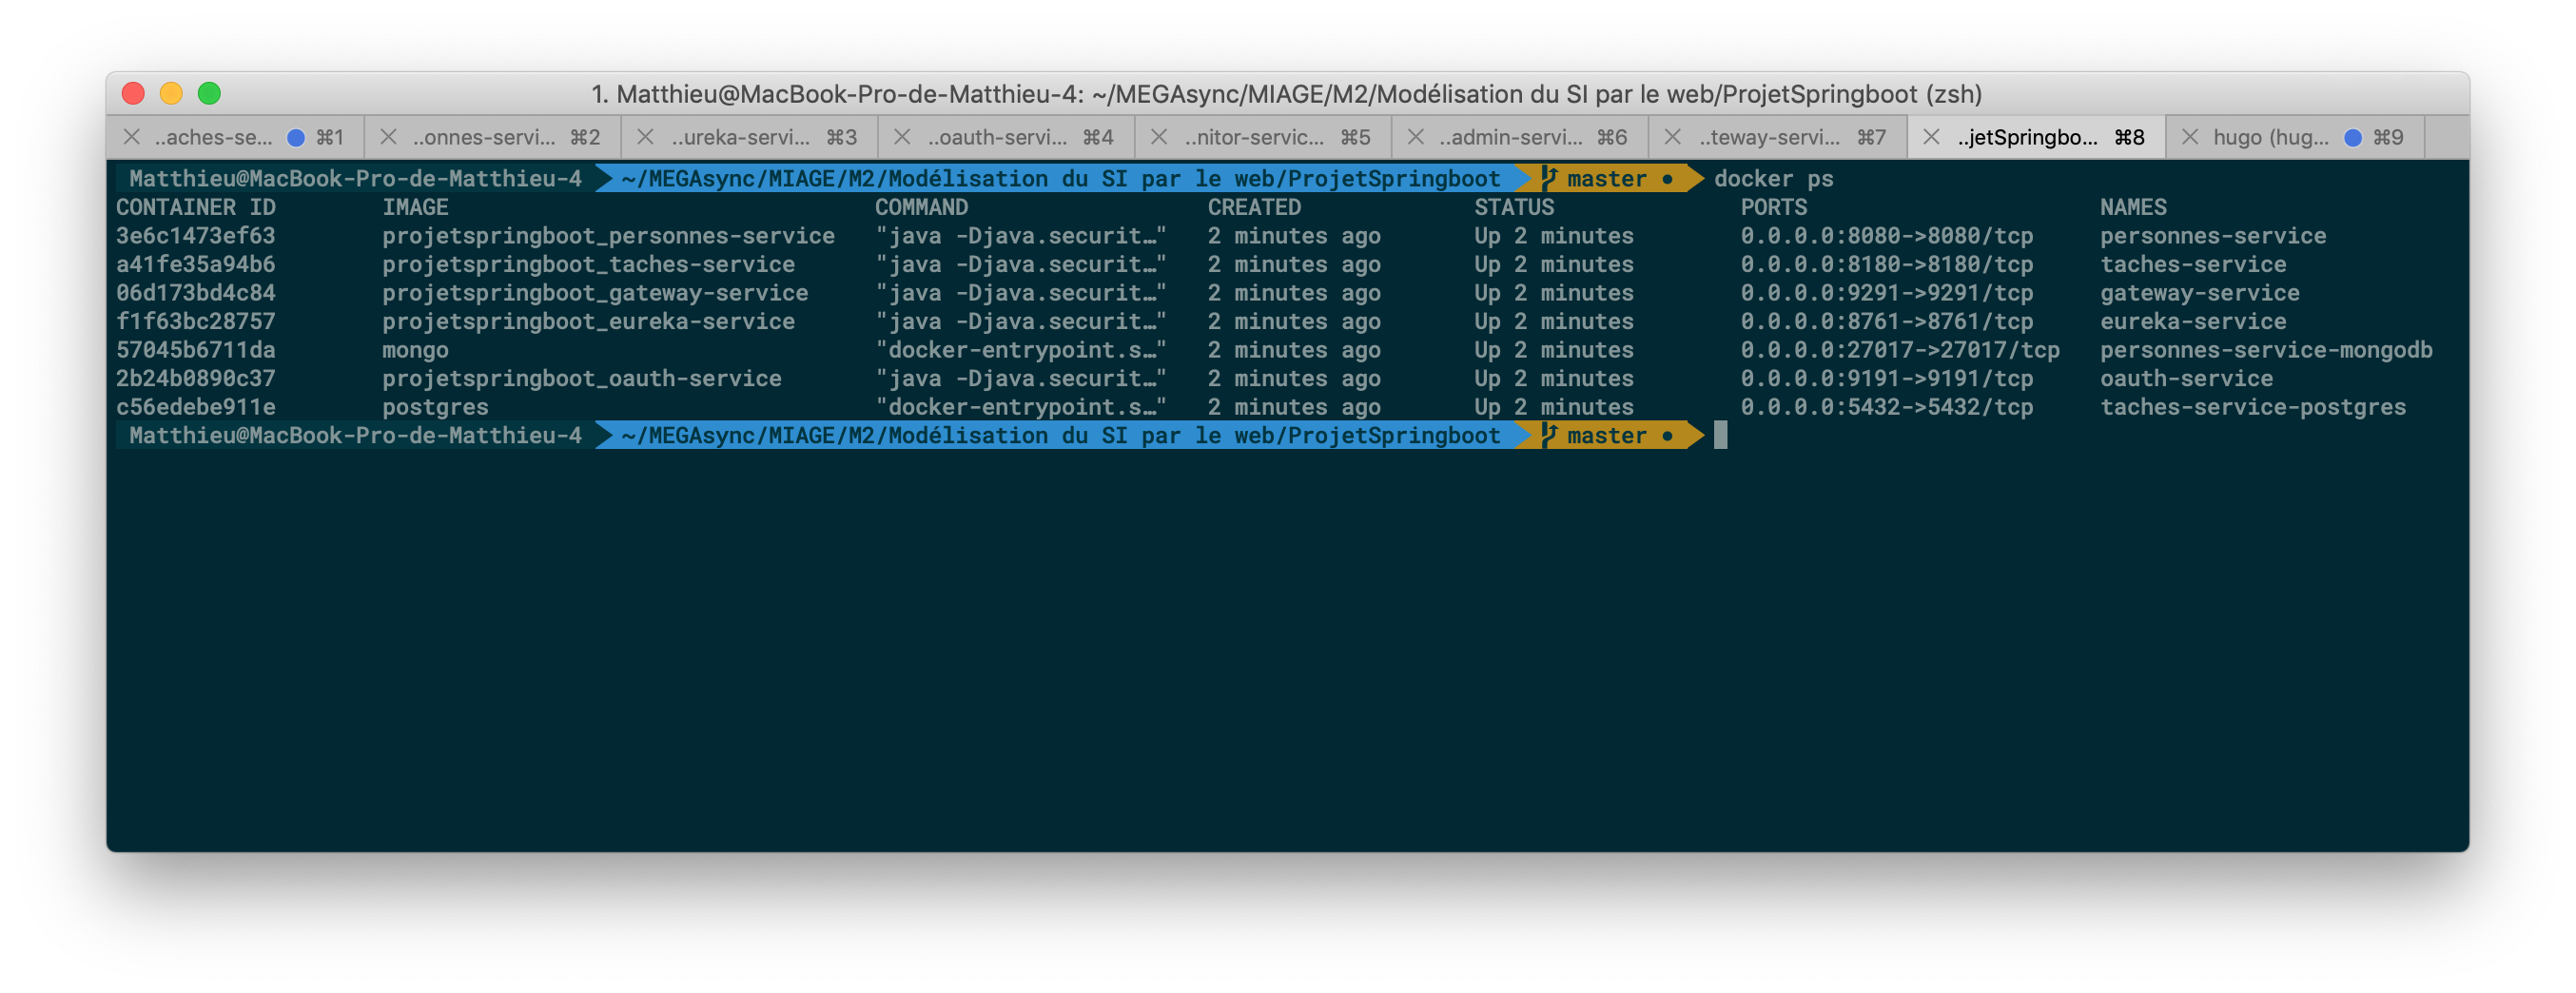 1. Matthieu@MacBook-Pro-de-Matthieu-4: ~/MEGAsync/MIAGE/M2/Modélisation du SI par le web/ProjetSpringboot (zsh)
..aches-se... ⌘1 ..onnes-servi... ⌘2 ..ureka-servi... ⌘3 ..oauth-servi... ⌘4 ..nitor-servic... ⌘5 ..admin-servi... ⌘6 ..teway-servi... ⌘7 ..jetSpringbo... ⌘8 hugo (hug... ⌘9
Matthieu@MacBook-Pro-de-Matthieu-4 ~/MEGAsync/MIAGE/M2/Modélisation du SI par le web/ProjetSpringboot master ● docker ps
CONTAINER ID IMAGE COMMAND CREATED STATUS PORTS NAMES
3e6c1473ef63 projetspringboot_personnes-service "java -Djava.securit…" 2 minutes ago Up 2 minutes 0.0.0.0:8080->8080/tcp personnes-service
a41fe35a94b6 projetspringboot_taches-service "java -Djava.securit…" 2 minutes ago Up 2 minutes 0.0.0.0:8180->8180/tcp taches-service
06d173bd4c84 projetspringboot_gateway-service "java -Djava.securit…" 2 minutes ago Up 2 minutes 0.0.0.0:9291->9291/tcp gateway-service
f1f63bc28757 projetspringboot_eureka-service "java -Djava.securit…" 2 minutes ago Up 2 minutes 0.0.0.0:8761->8761/tcp eureka-service
57045b6711da mongo "docker-entrypoint.s…" 2 minutes ago Up 2 minutes 0.0.0.0:27017->27017/tcp personnes-service-mongodb
2b24b0890c37 projetspringboot_oauth-service "java -Djava.securit…" 2 minutes ago Up 2 minutes 0.0.0.0:9191->9191/tcp oauth-service
c56edebe911e postgres "docker-entrypoint.s…" 2 minutes ago Up 2 minutes 0.0.0.0:5432->5432/tcp taches-service-postgres
Matthieu@MacBook-Pro-de-Matthieu-4 ~/MEGAsync/MIAGE/M2/Modélisation du SI par le web/ProjetSpringboot master ●